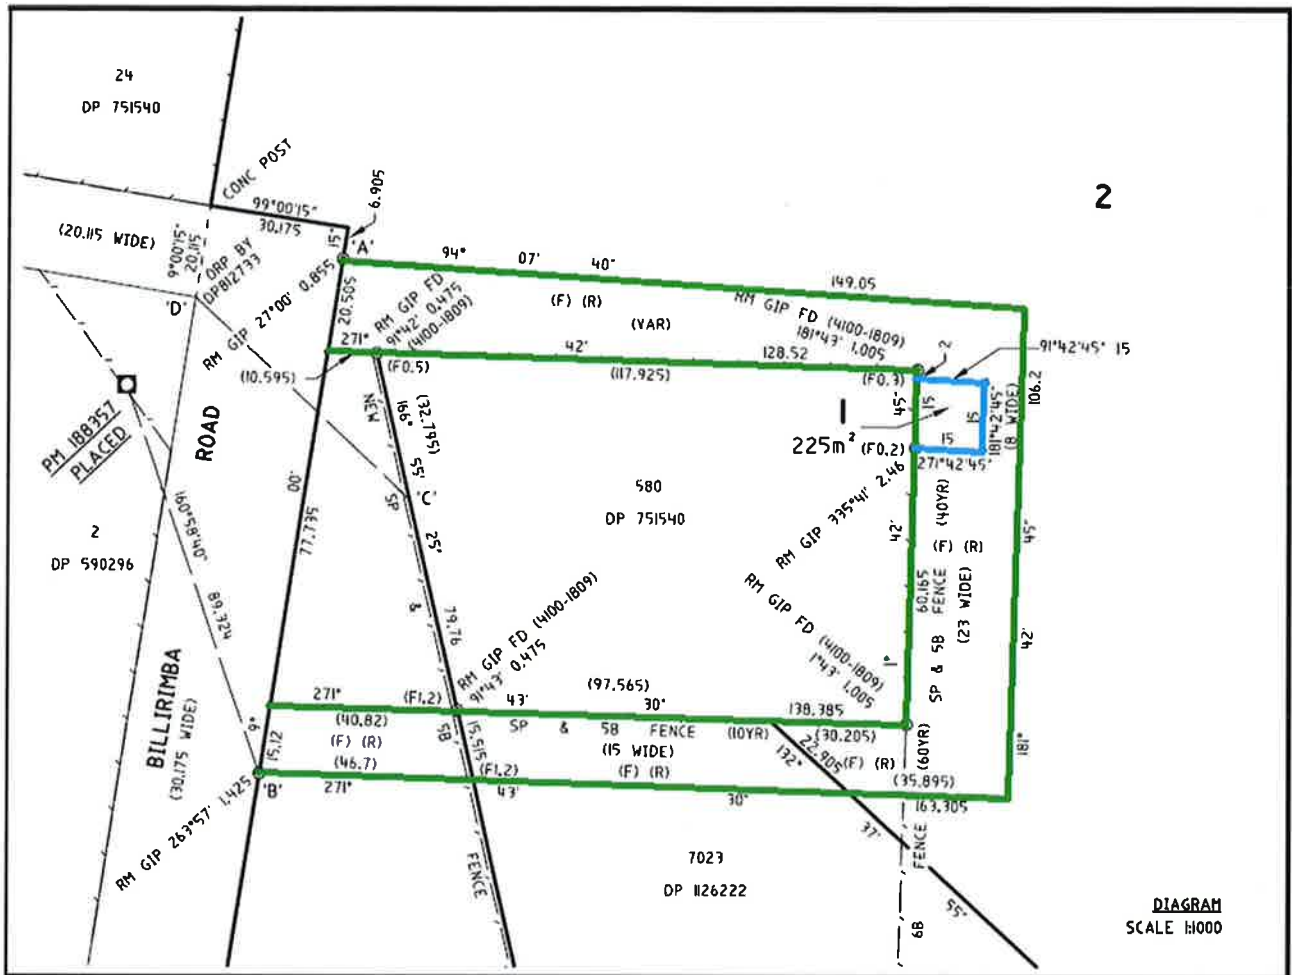 24
DP 751540
CONC POST
99°00'15"
30.175
6.905
15"
'A'
2
(20.115 WIDE)
9°00'15"
20.115
ORP BY
DP812733
'D'
RM GIP 27°00' 0.855
20.505
94° 07' 40"
149.05
(F) (R)
(VAR)
RM GIP FD
91°42' 0.475
(4100-1809)
RM GIP FD (4100-1809)
181°43' 1.005
2
91°42'45" 15
271° 42' 128.52
(10.595)
(F0.5)
(117.925)
(F0.3)
45"
15
15
181°42'45"
(8 WIDE)
106.2
1
225m²
(F0.2)
15
271°42'45"
PM 188357
PLACED
ROAD
NEW
(32.795)
166° 55' 25"
'C'
SP
&
5B
FENCE
79.76
00'
77.735
580
DP 751540
RM GIP 335°41' 2.46
42'
60.165
1°
SP & 5B FENCE (40YR)
(F) (R)
(23 WIDE)
45"
42'
181°
2
DP 590296
160°58'40"
89.324
RM GIP FD (4100-1809)
1°43' 1.005
RM GIP FD (4100-1809)
91°43' 0.475
BILLIRIMBA
(30.175 WIDE)
9°
15.12
271° (F1.2) 43' (97.565) 30" 138.385
(40.82)
SP & 5B FENCE (10YR)
(30.205)
(F) (R)
15.515
(15 WIDE)
22.905
132°
(F) (R)
(60YR)
(46.7)
(F1.2)
(F) (R)
(35.895)
'B'
271° 43' 30" 163.305
RM GIP 263°57' 1.425
37'
55"
FENCE
6B
7023
DP 1126222
DIAGRAM
SCALE 1:1000